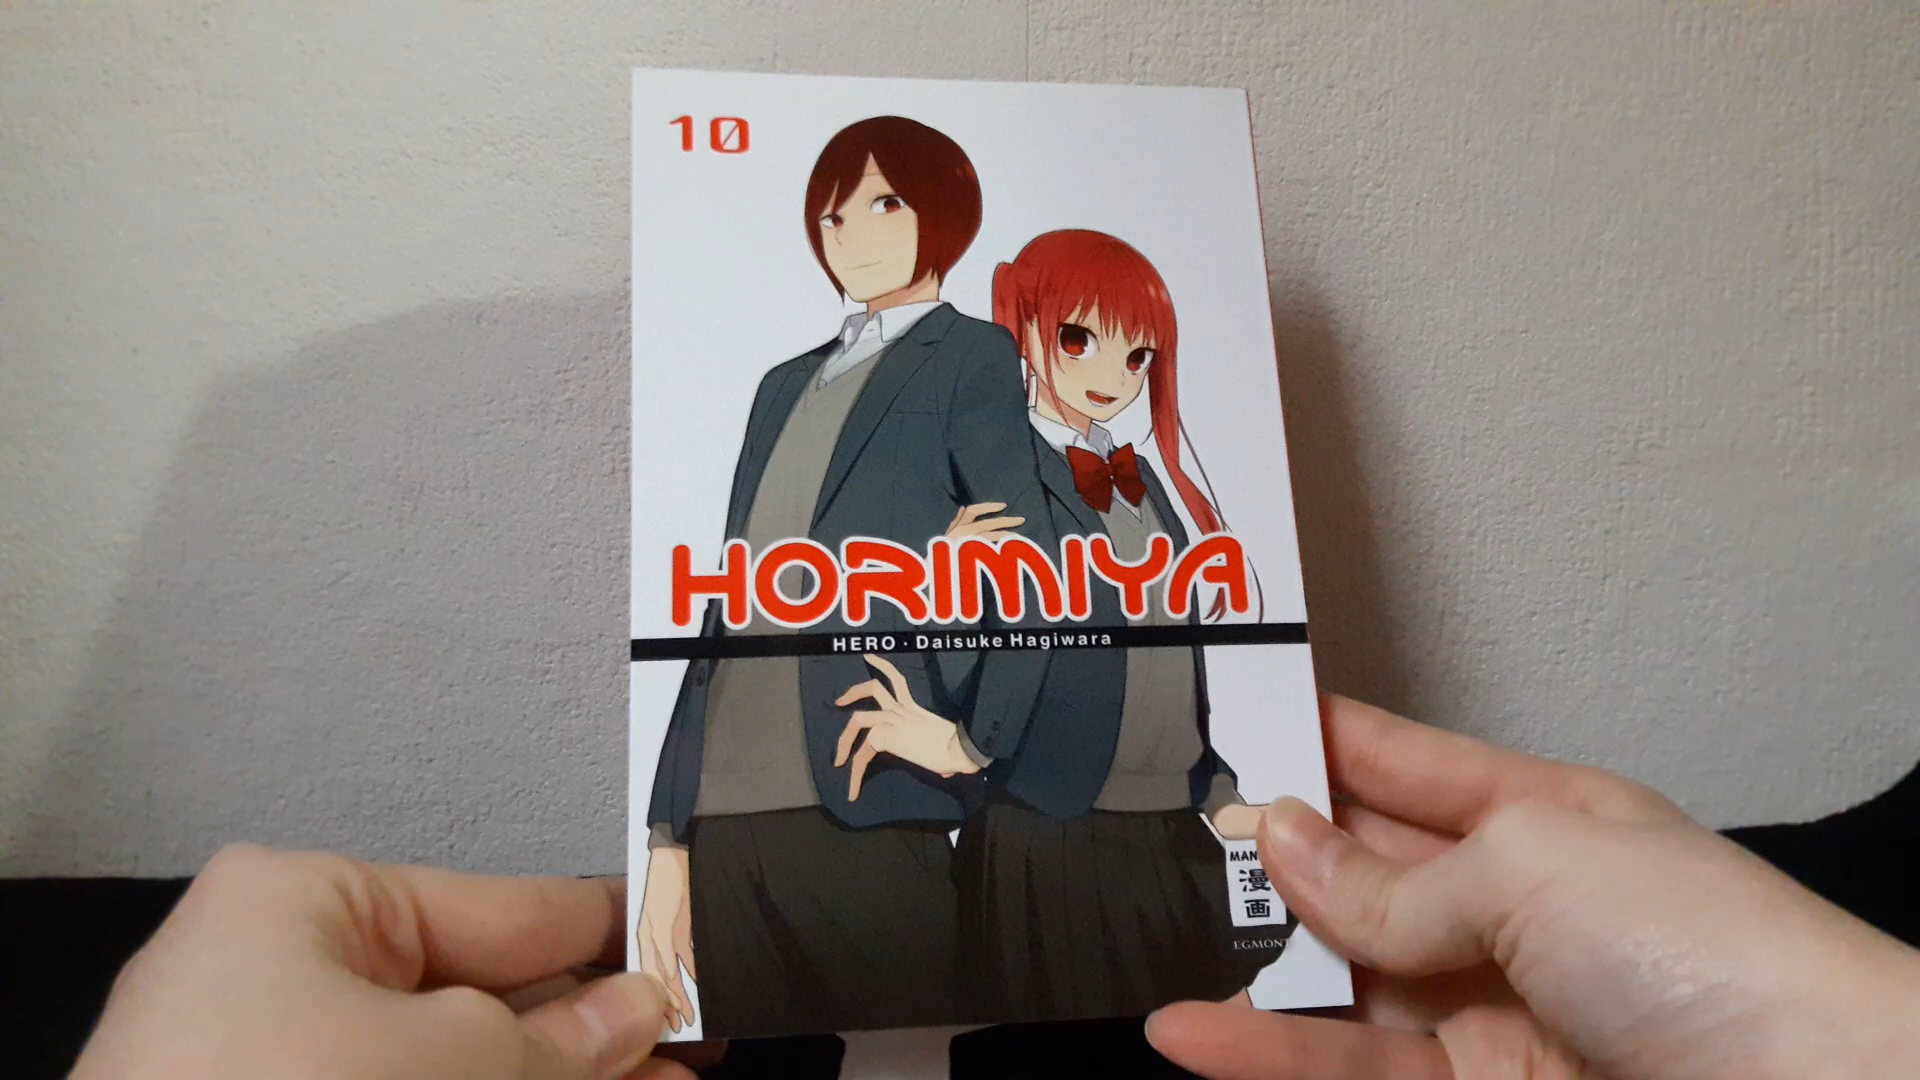 10
HORIMIYA
HERO · Daisuke Hagiwara
漫
画
EGMONT